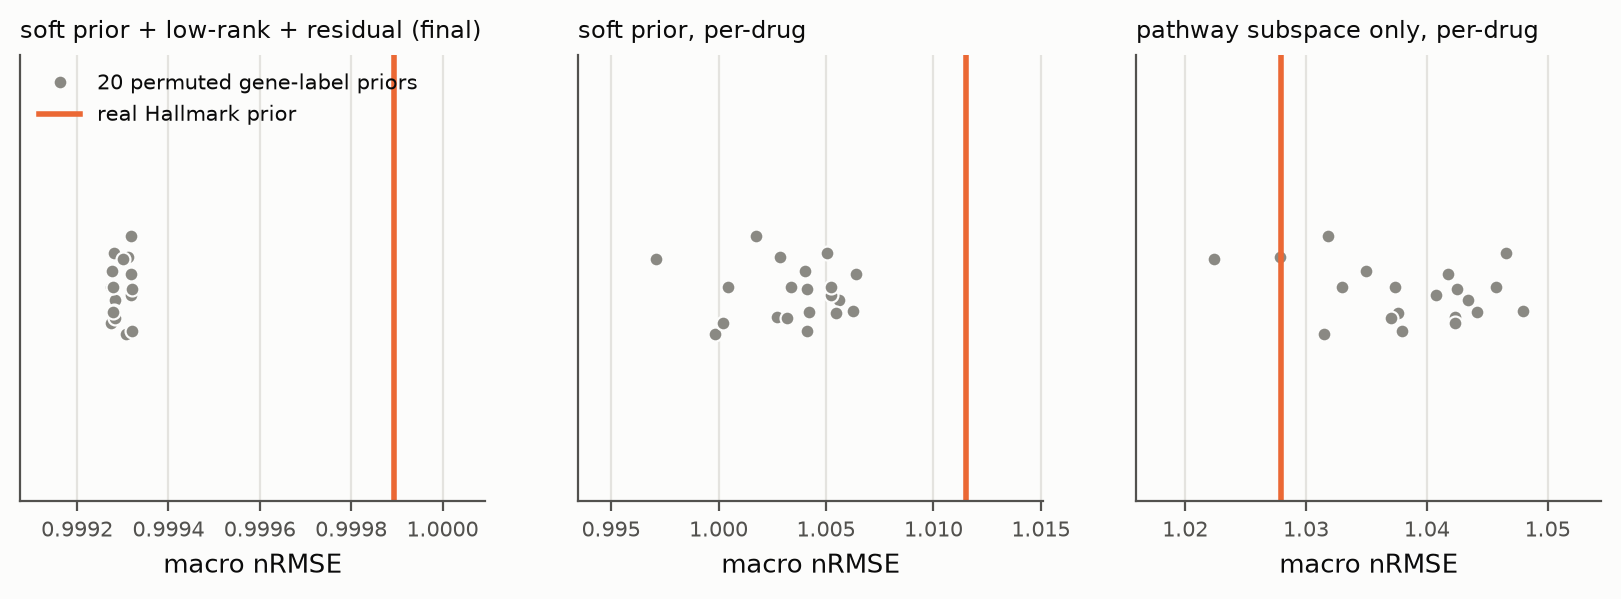 soft prior + low-rank + residual (final)
20 permuted gene-label priors
real Hallmark prior
0.9992 0.9994 0.9996 0.9998 1.0000
macro nRMSE
soft prior, per-drug
0.995 1.000 1.005 1.010 1.015
macro nRMSE
pathway subspace only, per-drug
1.02 1.03 1.04 1.05
macro nRMSE